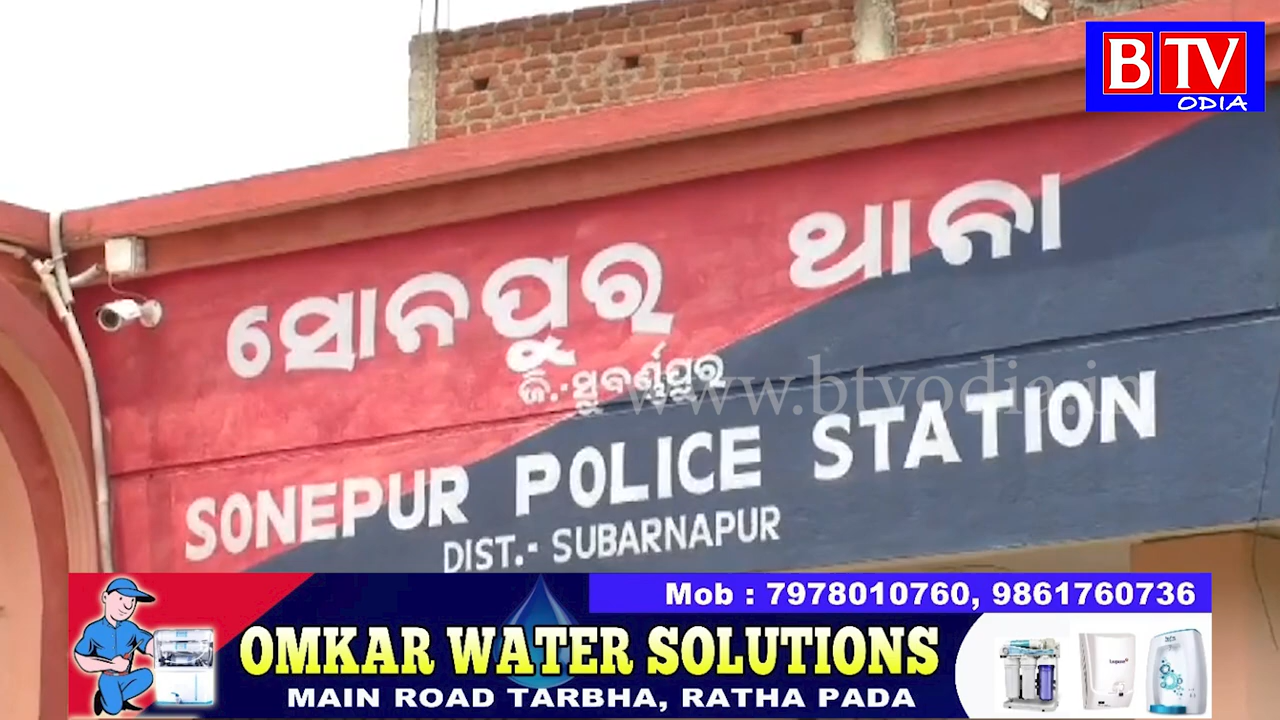 BTV
ODIA
ସୋନପୁର ଥାନା
ଜି.-ସୁବର୍ଣ୍ଣପୁର
www.btvodia.in
SONEPUR POLICE STATION
DIST.- SUBARNAPUR
Mob : 7978010760, 9861760736
OMKAR WATER SOLUTIONS
MAIN ROAD TARBHA, RATHA PADA